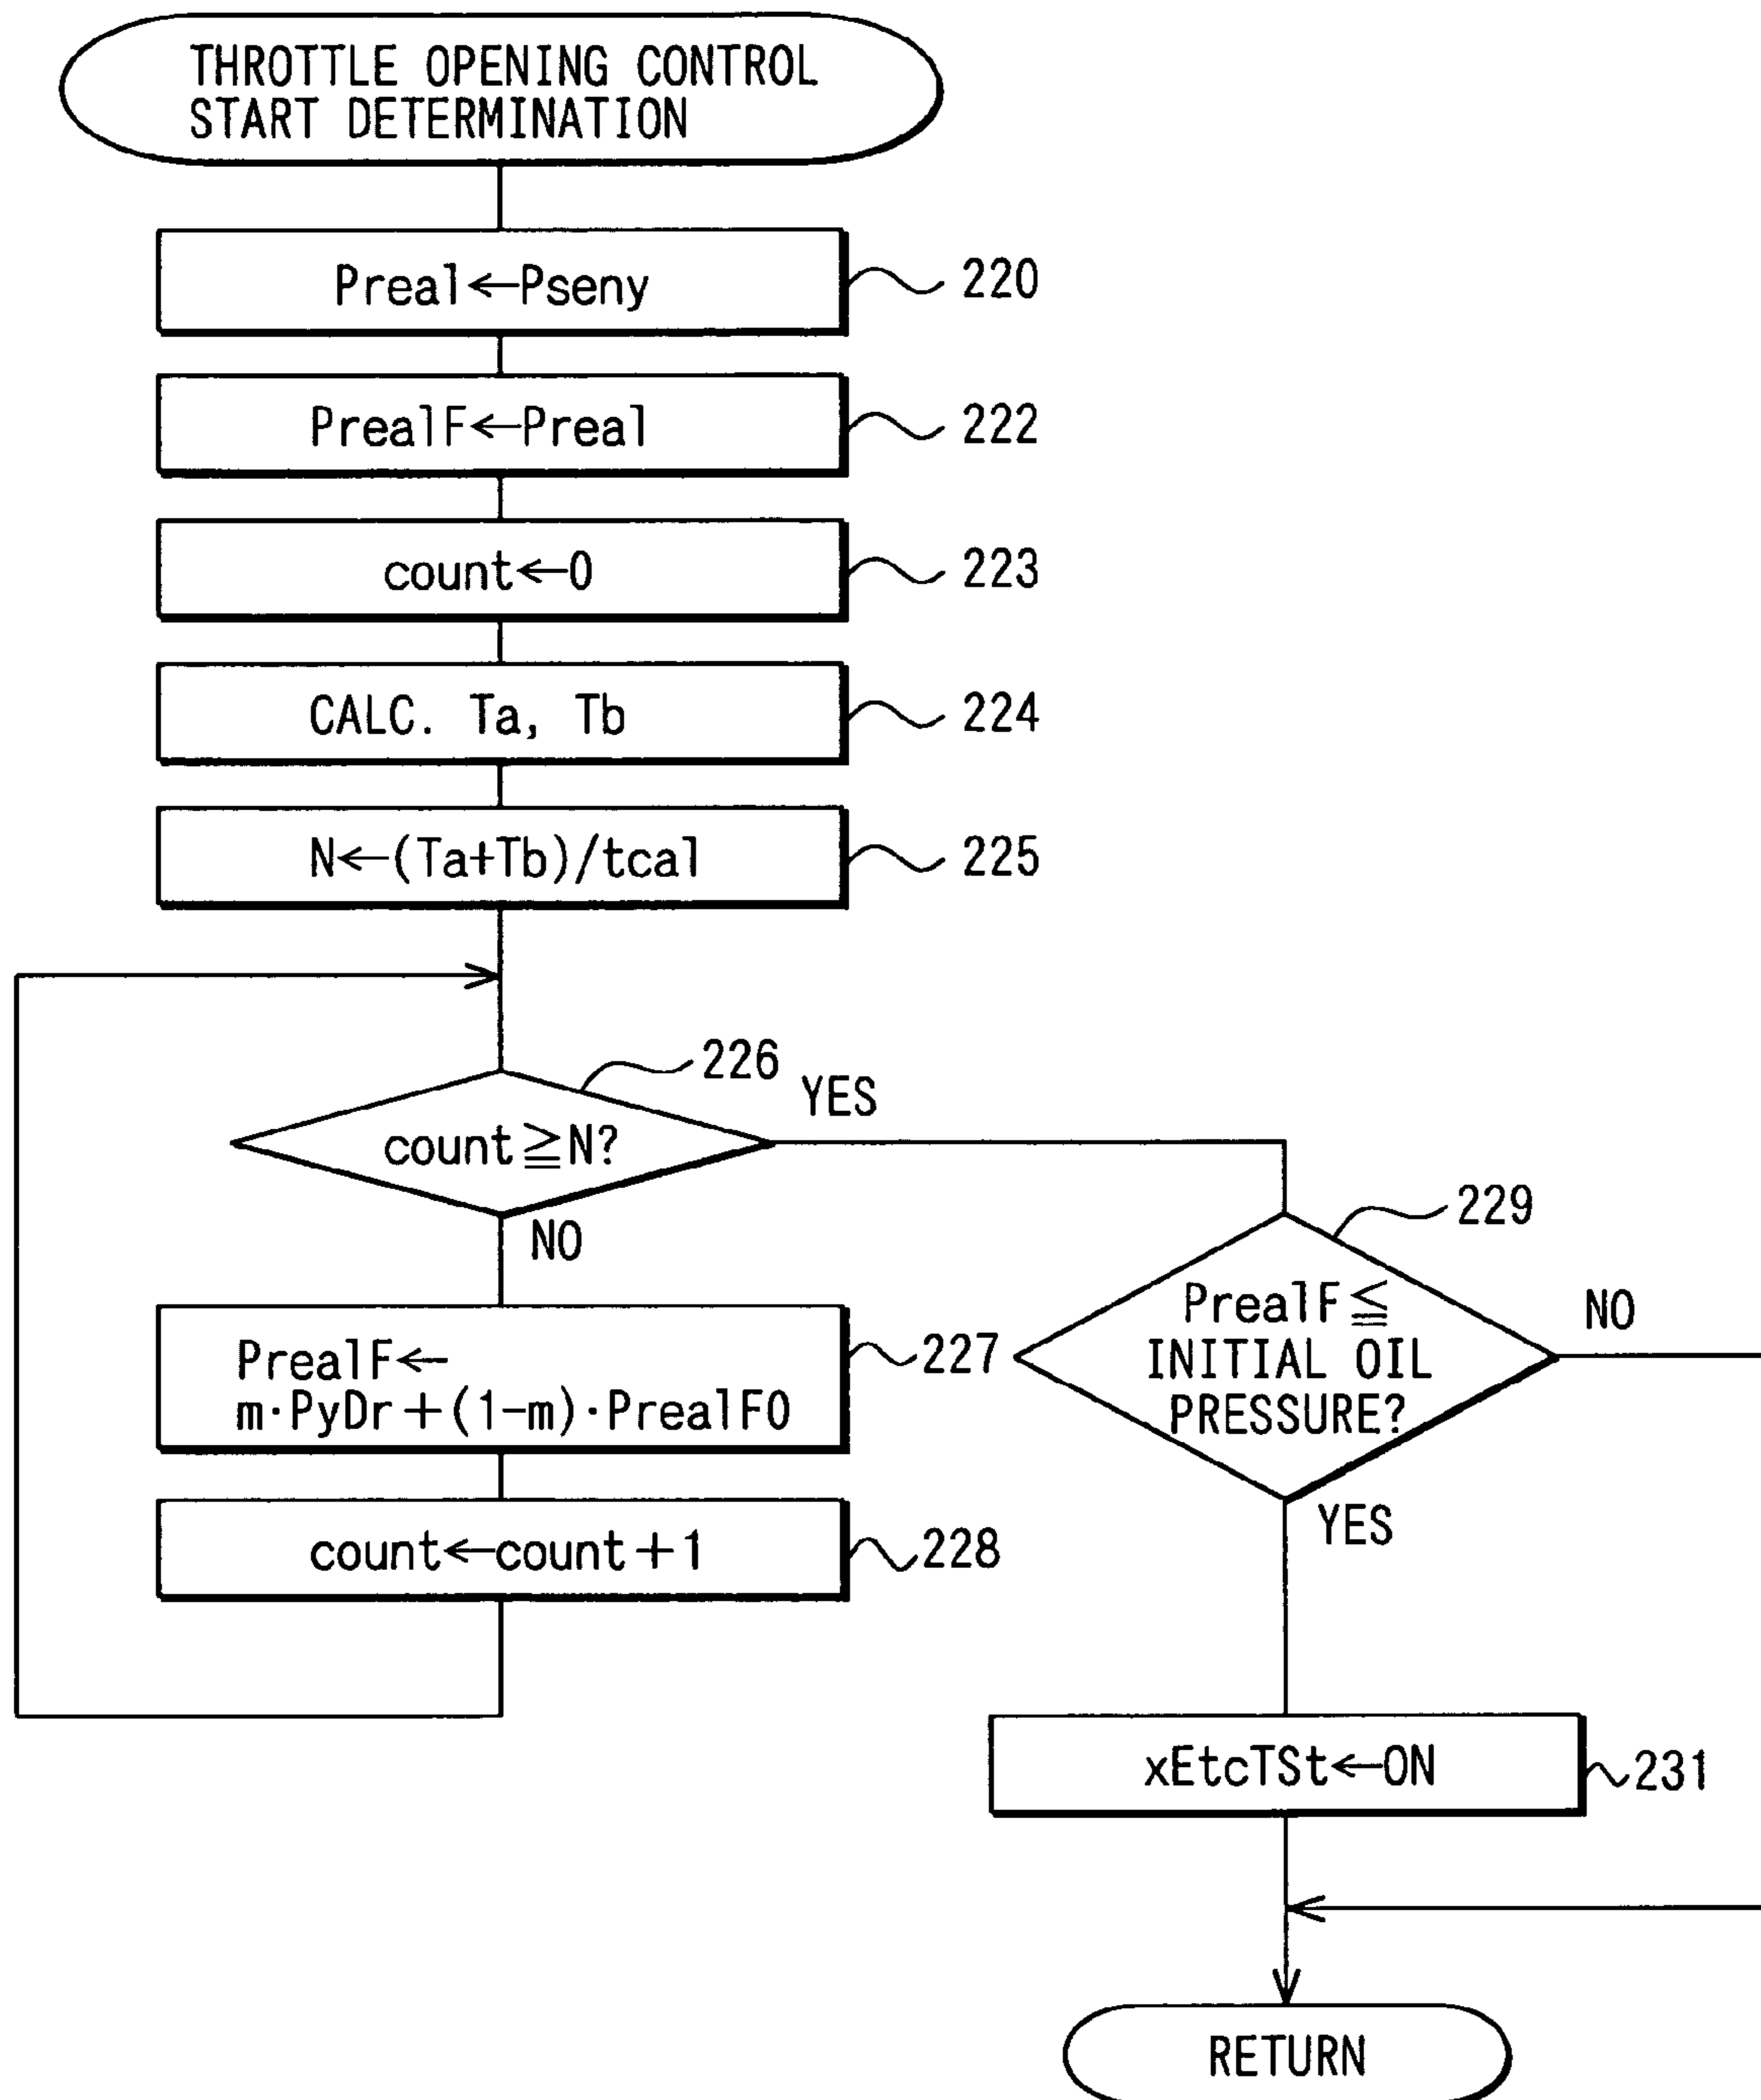 THROTTLE OPENING CONTROL
START DETERMINATION
Preal←Pseny
220
PrealF←Preal
222
count←0
223
CALC. Ta, Tb
224
N←(Ta+Tb)/tcal
225
226
YES
count≧N?
NO
229
PrealF≦
INITIAL OIL
PRESSURE?
NO
YES
PrealF←
m·PyDr+(1-m)·PrealF0
227
count←count+1
228
xEtcTSt←ON
231
RETURN